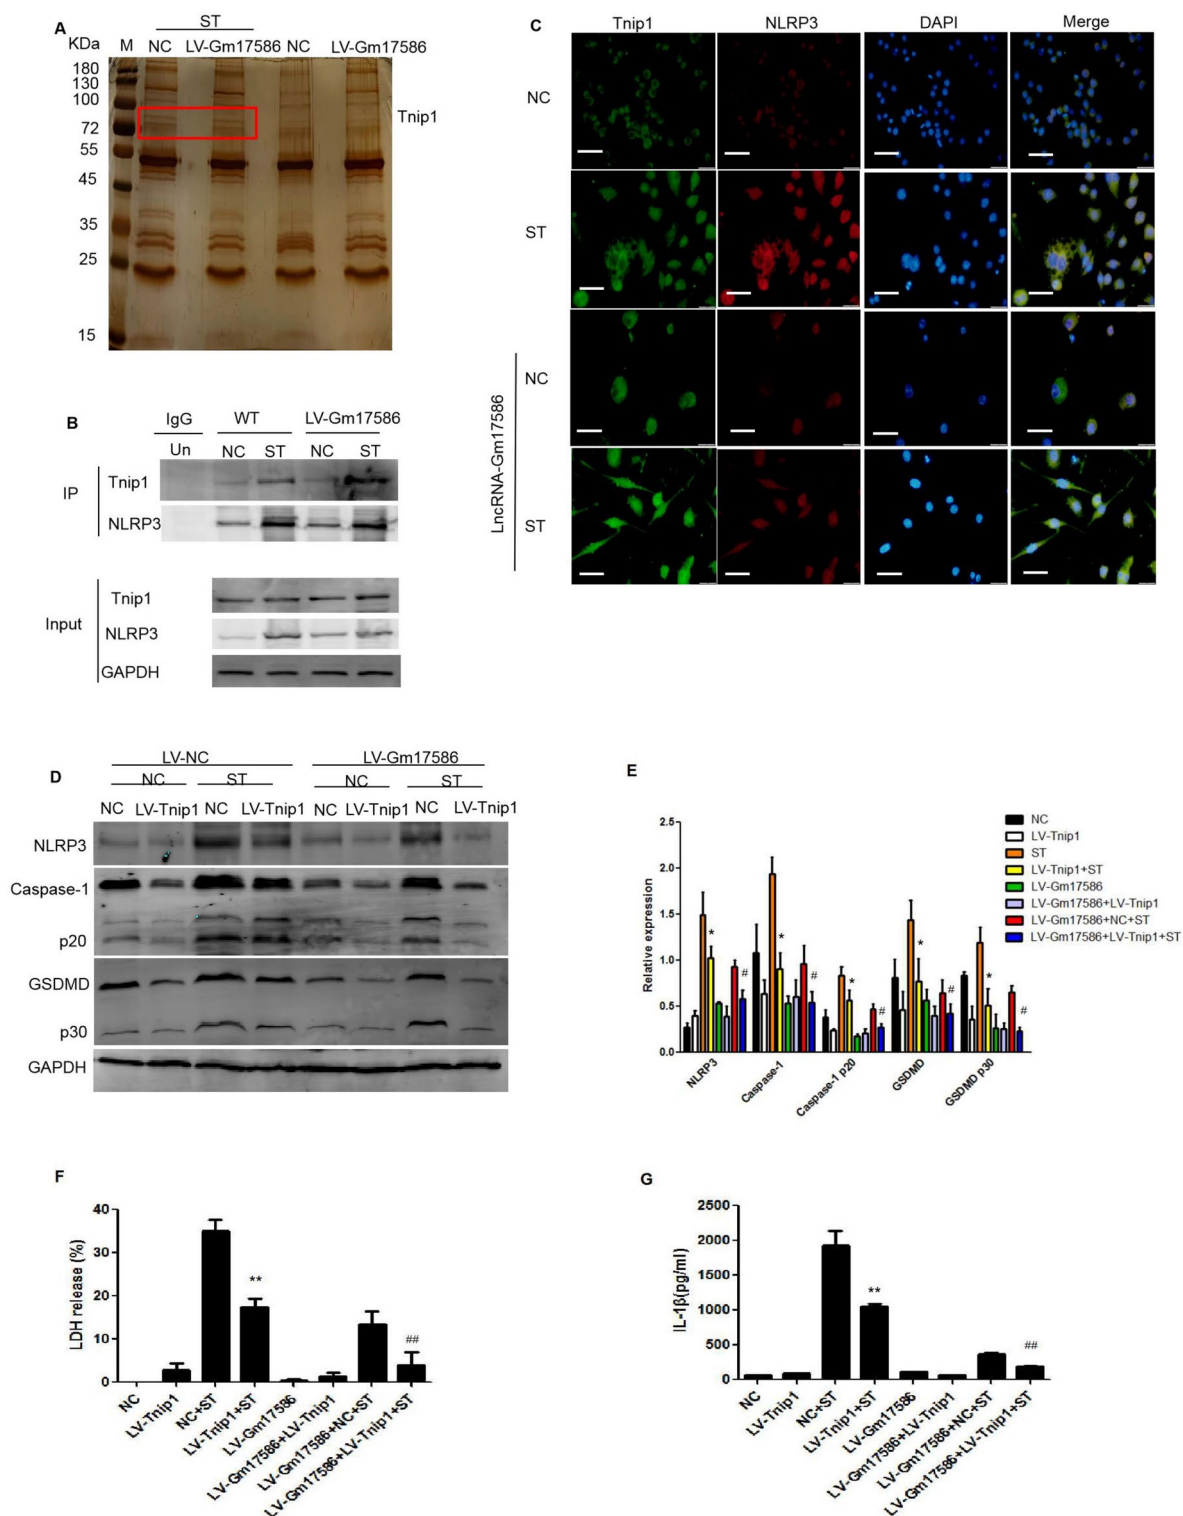 A
ST
KDa M NC LV-Gm17586 NC LV-Gm17586
180
130
100
72
55
45
35
25
15
Tnip1
B
IgG WT LV-Gm17586
Un NC ST NC ST
IP
Tnip1
NLRP3
Input
Tnip1
NLRP3
GAPDH
C
Tnip1 NLRP3 DAPI Merge
NC
ST
LncRNA-Gm17586
NC
ST
D
LV-NC LV-Gm17586
NC ST NC ST
NC LV-Tnip1 NC LV-Tnip1 NC LV-Tnip1 NC LV-Tnip1
NLRP3
Caspase-1
p20
GSDMD
p30
GAPDH
E
Relative expression
2.5
2.0
1.5
1.0
0.5
0.0
* # * # * # * # * #
NLRP3 Caspase-1 Caspase-1 p20 GSDMD GSDMD p30
NC
LV-Tnip1
ST
LV-Tnip1+ST
LV-Gm17586
LV-Gm17586+LV-Tnip1
LV-Gm17586+NC+ST
LV-Gm17586+LV-Tnip1+ST
F
LDH release (%)
40
30
20
10
0
** ##
NC LV-Tnip1 NC+ST LV-Tnip1+ST LV-Gm17586 LV-Gm17586+LV-Tnip1 LV-Gm17586+NC+ST LV-Gm17586+LV-Tnip1+ST
G
IL-1β(pg/ml)
2500
2000
1500
1000
500
0
** ##
NC LV-Tnip1 NC+ST LV-Tnip1+ST LV-Gm17586 LV-Gm17586+LV-Tnip1 LV-Gm17586+NC+ST LV-Gm17586+LV-Tnip1+ST